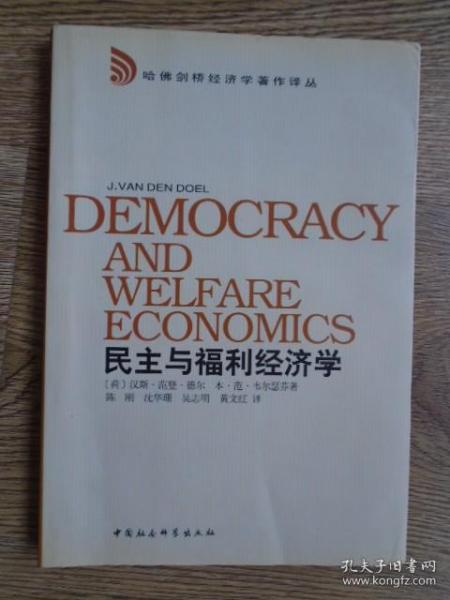 哈佛剑桥经济学著作译丛
J. VAN DEN DOEL
DEMOCRACY
AND
WELFARE
ECONOMICS
民主与福利经济学
〔荷〕汉斯·范登·德尔 本·范·韦尔瑟芬著
陈 刚 沈华珊 吴志明 黄文红 译
中国社会科学出版社
孔夫子旧书网
www.kongfz.com